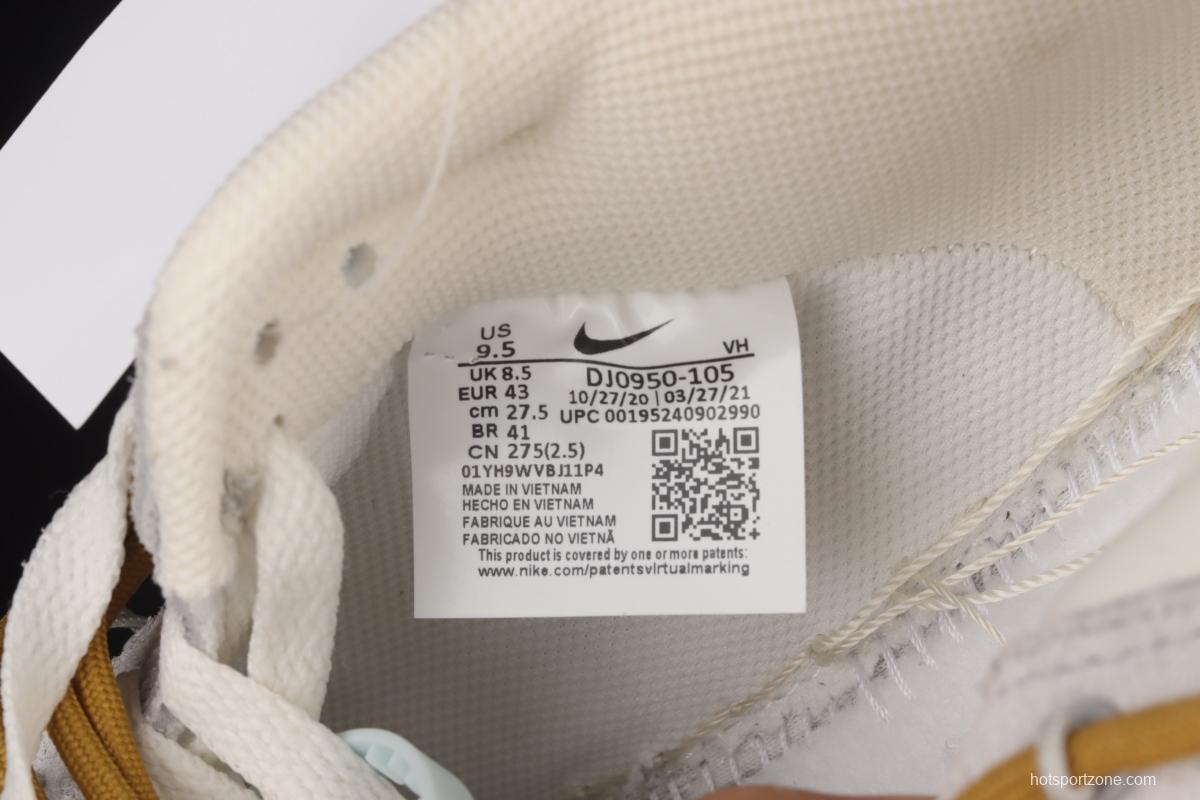 US
9.5
VH
UK 8.5
EUR 43
cm 27.5
BR 41
CN 275(2.5)
DJ0950-105
10/27/20 | 03/27/21
UPC 00195240902990
01YH9WVBJ11P4
MADE IN VIETNAM
HECHO EN VIETNAM
FABRIQUE AU VIETNAM
FABRICADO NO VIETNÃ
This product is covered by one or more patents:
www.nike.com/patentsvirtualmarking
hotsportzone.com